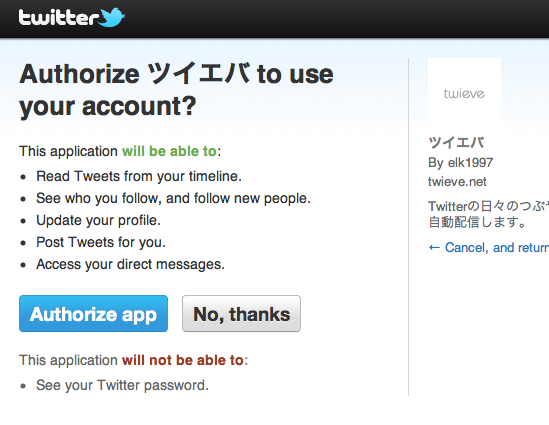 twitter
Authorize ツイエバ to use
your account?
This application will be able to:
• Read Tweets from your timeline.
• See who you follow, and follow new people.
• Update your profile.
• Post Tweets for you.
• Access your direct messages.
Authorize app
No, thanks
This application will not be able to:
• See your Twitter password.
twieve
ツイエバ
By elk1997
twieve.net
Twitterの日々のつぶや
自動配信します。
← Cancel, and return